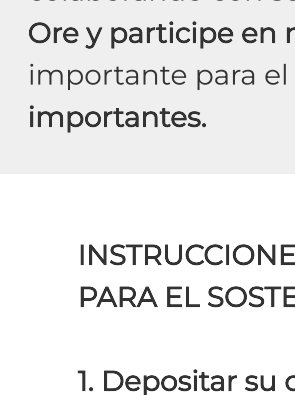 Ore y participe en
importante para el
importantes.
INSTRUCCIONE
PARA EL SOSTE
1. Depositar su